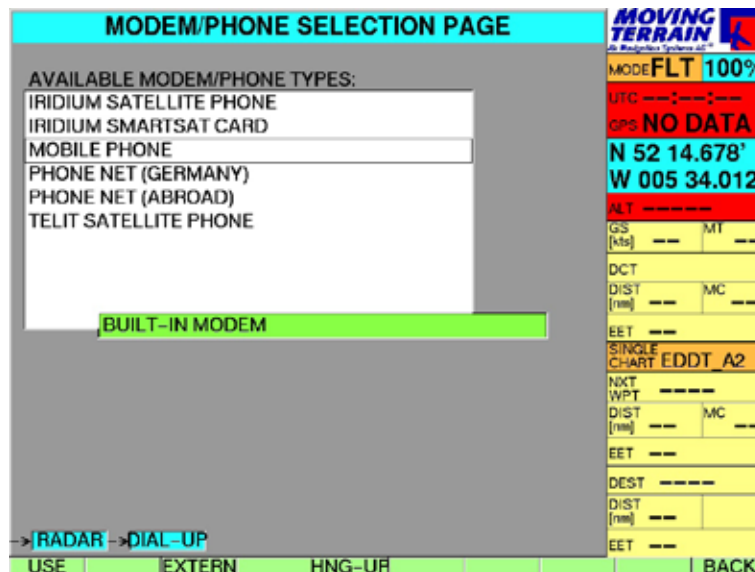 MODEM/PHONE SELECTION PAGE
AVAILABLE MODEM/PHONE TYPES:
IRIDIUM SATELLITE PHONE
IRIDIUM SMARTSAT CARD
MOBILE PHONE
PHONE NET (GERMANY)
PHONE NET (ABROAD)
TELIT SATELLITE PHONE
BUILT-IN MODEM
->RADAR->DIAL-UP
USE EXTERN HNG-UP BACK
MOVING
TERRAIN
MODE FLT 100%
UTC --:--:--
GPS NO DATA
N 52 14.678'
W 005 34.012
ALT -----
GS [kts] -- MT --
DCT
DIST [nm] -- MC --
EET --
SINGLE CHART EDDT_A2
NXT WPT ----
DIST [nm] -- MC --
EET --
DEST ----
DIST [nm] --
EET --